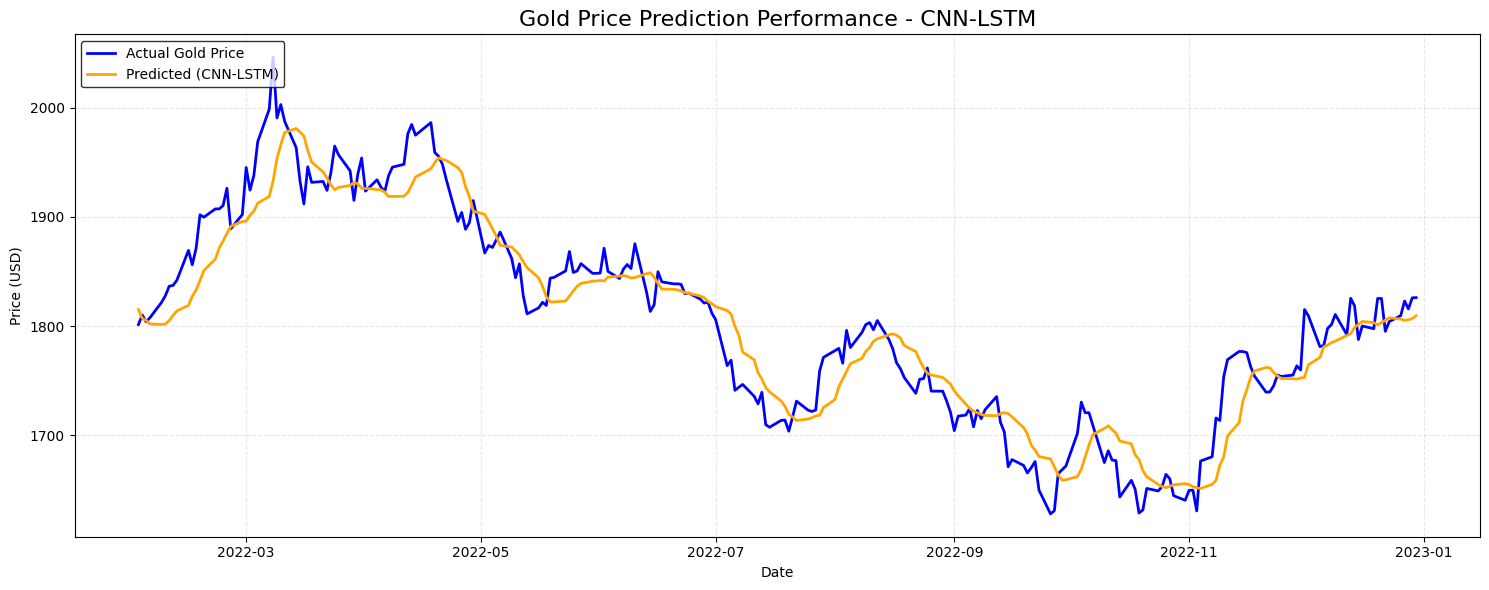 Gold Price Prediction Performance - CNN-LSTM
Actual Gold Price
Predicted (CNN-LSTM)
Price (USD)
2000
1900
1800
1700
2022-03
2022-05
2022-07
2022-09
2022-11
2023-01
Date